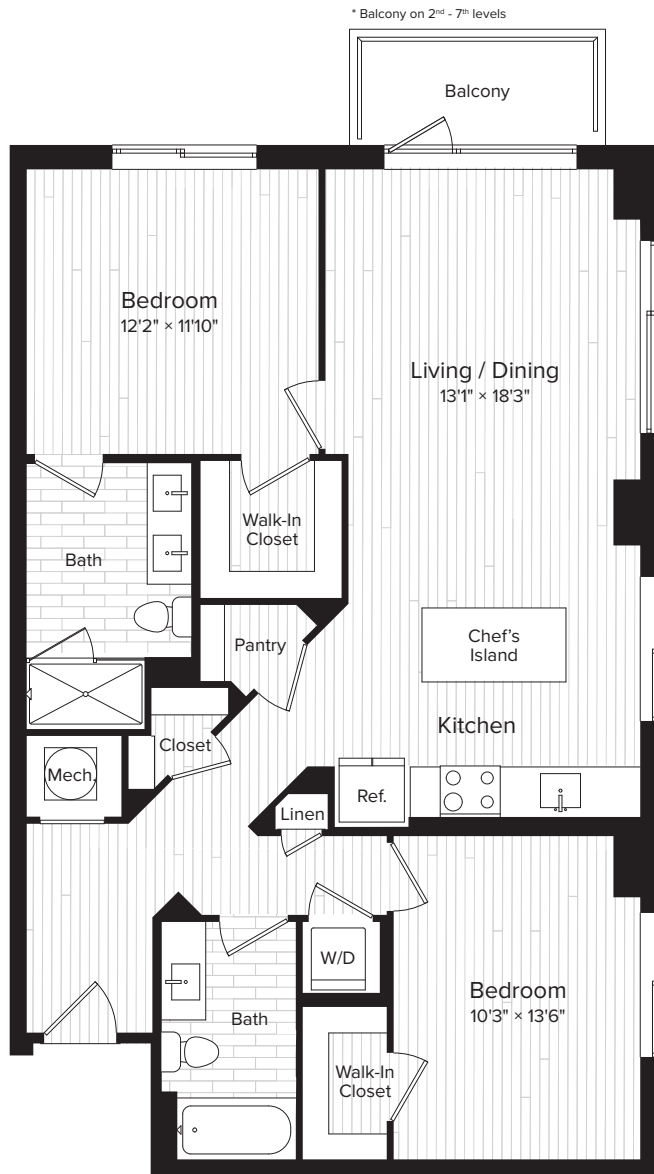 * Balcony on 2nd - 7th levels
Balcony
Bedroom
12'2" × 11'10"
Living / Dining
13'1" × 18'3"
Walk-In
Closet
Bath
Chef's
Island
Pantry
Kitchen
Closet
Mech.
Ref.
Linen
W/D
Bedroom
10'3" × 13'6"
Bath
Walk-In
Closet